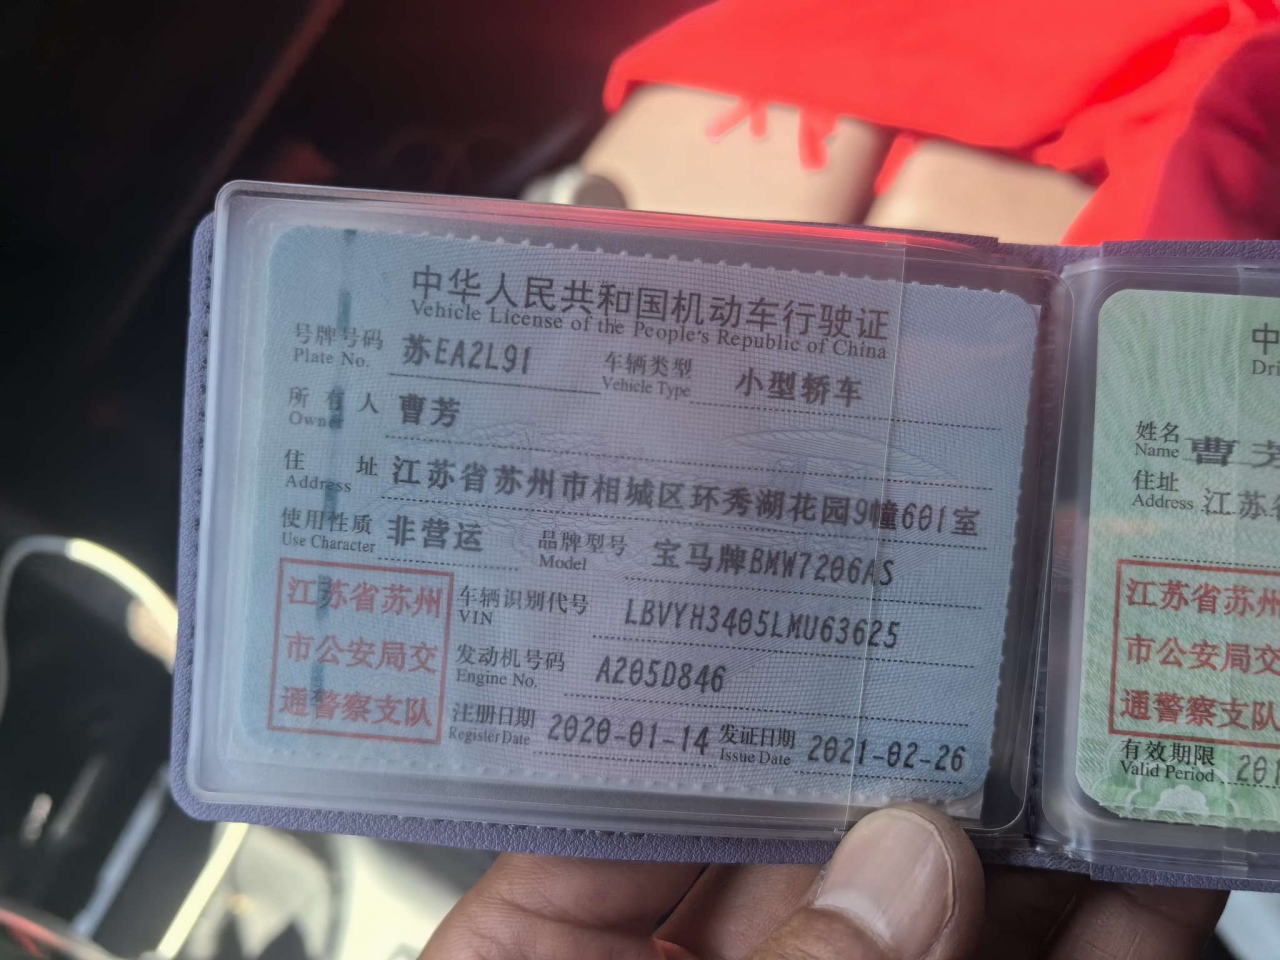 中华人民共和国机动车行驶证
Vehicle License of the People's Republic of China
号牌号码 苏EA2L91 车辆类型 小型轿车
Plate No. Vehicle Type
所有人 曹芳
Owner
住址 江苏省苏州市相城区环秀湖花园9幢601室
Address
使用性质 非营运 品牌型号 宝马牌BMW7206AS
Use Character Model
江苏省苏州
市公安局交
通警察支队
车辆识别代号 LBVYH3405LMU63625
VIN
发动机号码 A205D846
Engine No.
注册日期 2020-01-14 发证日期 2021-02-26
Register Date Issue Date
中
Dri
姓名 曹芳
Name
住址 江苏
Address
江苏省苏州
市公安局交
通警察支队
有效期限 201
Valid Period